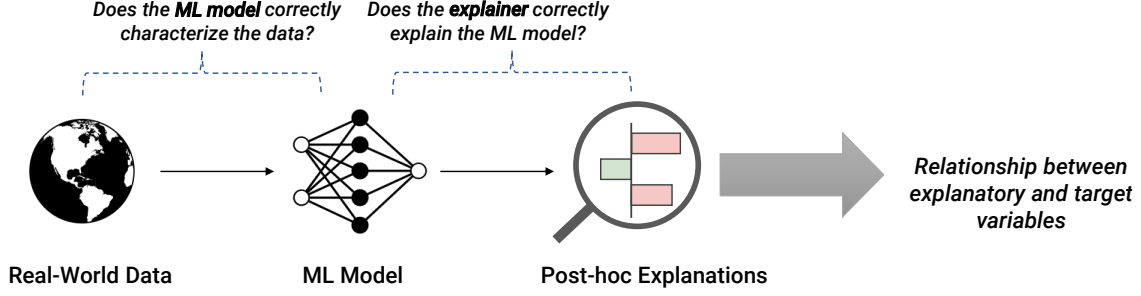 Does the ML model correctly
characterize the data?
Does the explainer correctly
explain the ML model?
Relationship between
explanatory and target
variables
Real-World Data
ML Model
Post-hoc Explanations